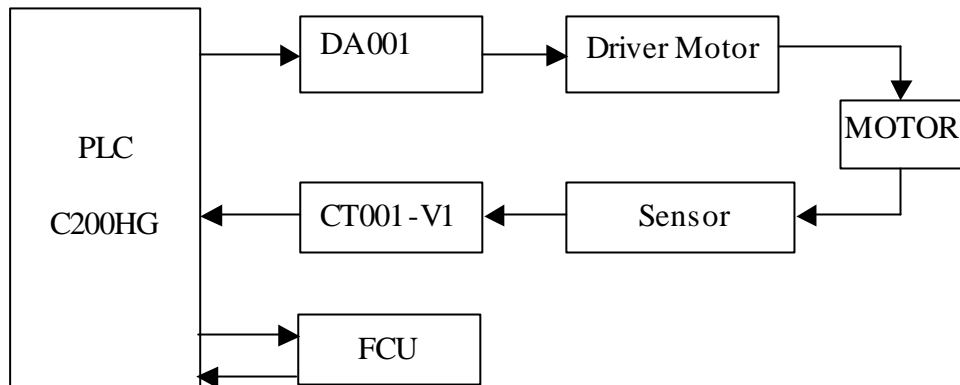 PLC
C200HG
DA001
Driver Motor
MOTOR
CT001-V1
Sensor
FCU